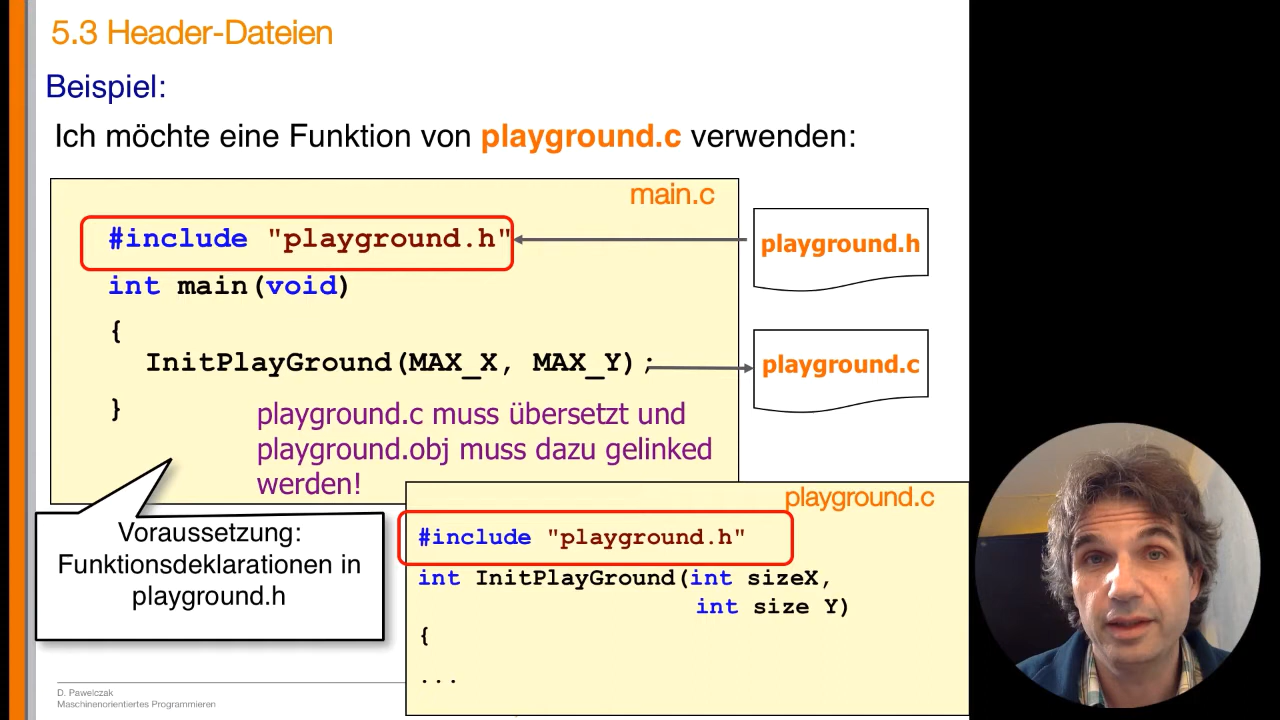 5.3 Header-Dateien
Beispiel:
Ich möchte eine Funktion von playground.c verwenden:
main.c
#include "playground.h"
int main(void)
{
InitPlayGround(MAX_X, MAX_Y);
}
playground.h
playground.c
playground.c muss übersetzt und
playground.obj muss dazu gelinked
werden!
Voraussetzung:
Funktionsdeklarationen in
playground.h
playground.c
#include "playground.h"
int InitPlayGround(int sizeX,
int size Y)
{
...
D. Pawelczak
Maschinenorientiertes Programmieren